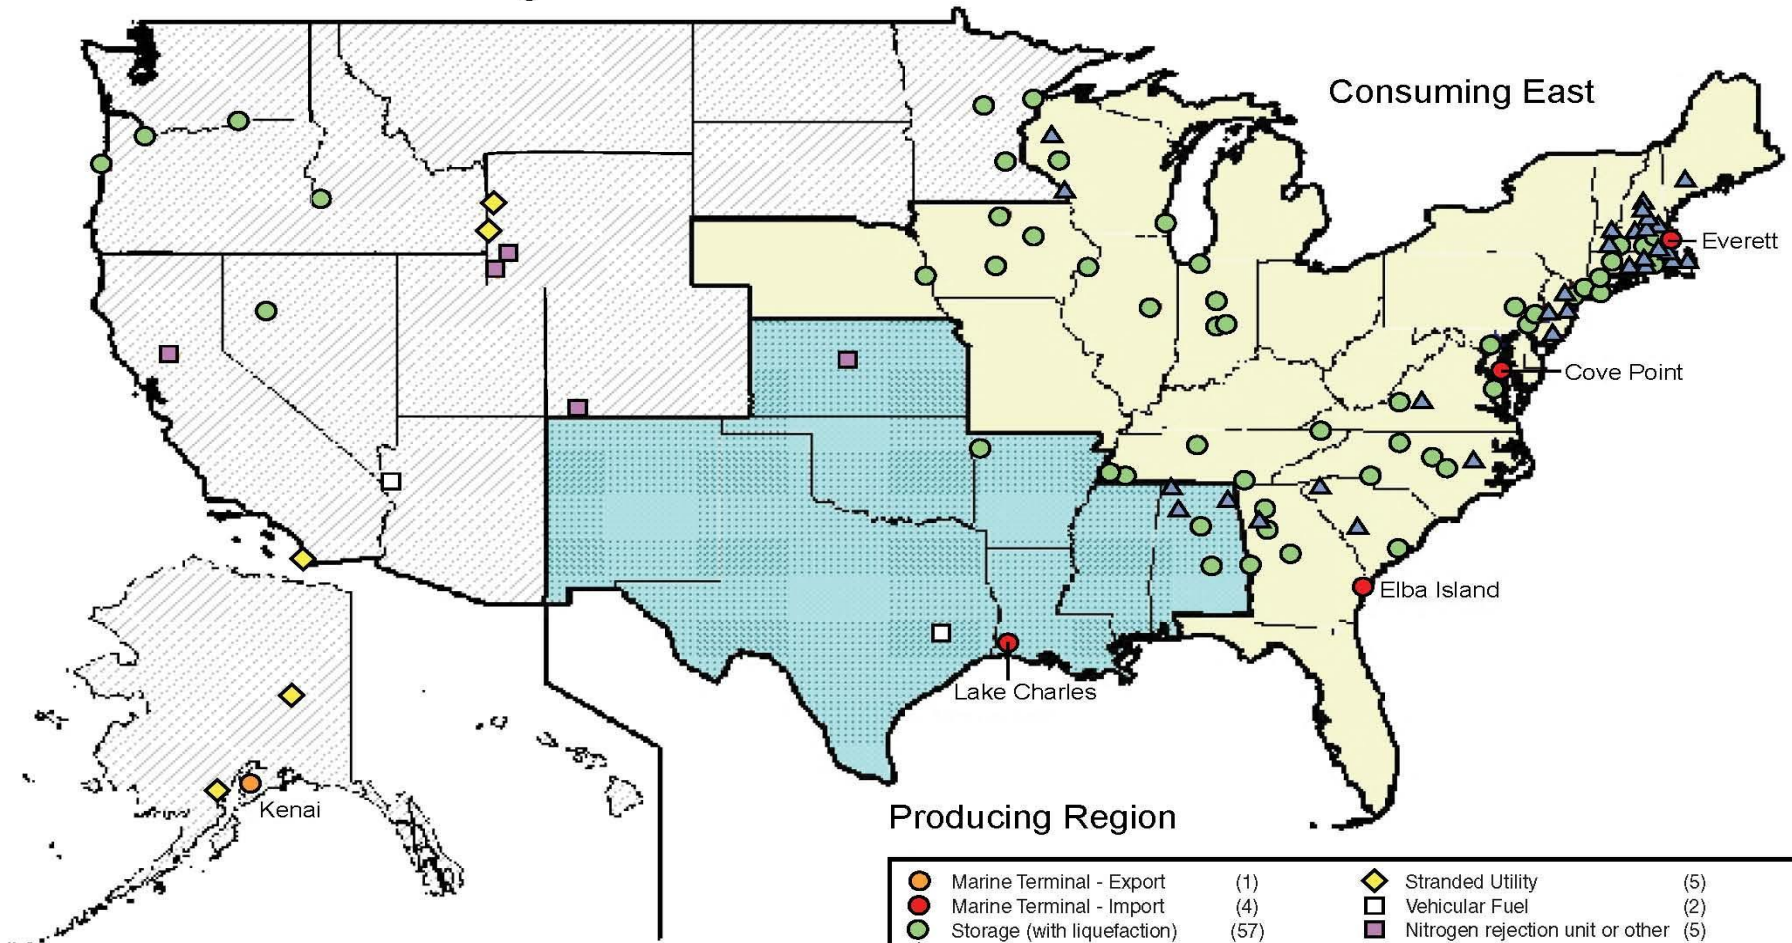 Consuming East
Everett
Cove Point
Elba Island
Lake Charles
Kenai
Producing Region
Marine Terminal - Export (1)
Marine Terminal - Import (4)
Storage (with liquefaction) (57)
Stranded Utility (5)
Vehicular Fuel (2)
Nitrogen rejection unit or other (5)